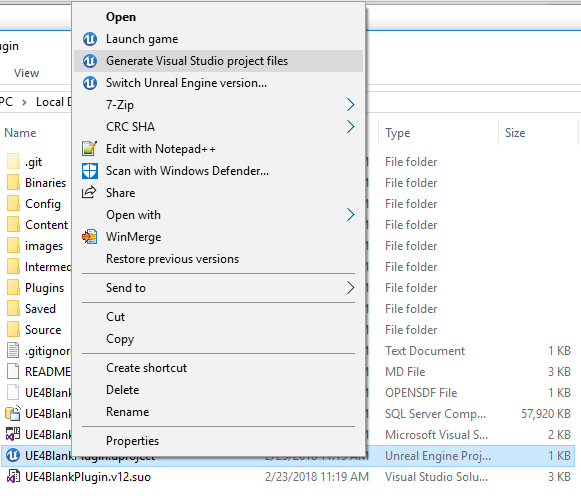 Open
Launch game
Generate Visual Studio project files
Switch Unreal Engine version...
7-Zip
CRC SHA
Edit with Notepad++
Scan with Windows Defender...
Share
Open with
WinMerge
Restore previous versions
Send to
Cut
Copy
Create shortcut
Delete
Rename
Properties
View
PC > Local D
Name Type Size
.git File folder
Binaries File folder
Config File folder
Content File folder
images File folder
Intermed File folder
Plugins File folder
Saved File folder
Source File folder
.gitignor Text Document 1 KB
README MD File 3 KB
UE4Blank OPENSDF File 1 KB
UE4Blank SQL Server Comp... 57,920 KB
UE4Blank Microsoft Visual S... 4 KB
UE4BlankPlugin.uproject 2/23/2018 11:19 AM Unreal Engine Proj... 1 KB
UE4BlankPlugin.v12.suo 2/23/2018 11:19 AM Visual Studio Solu... 3 KB